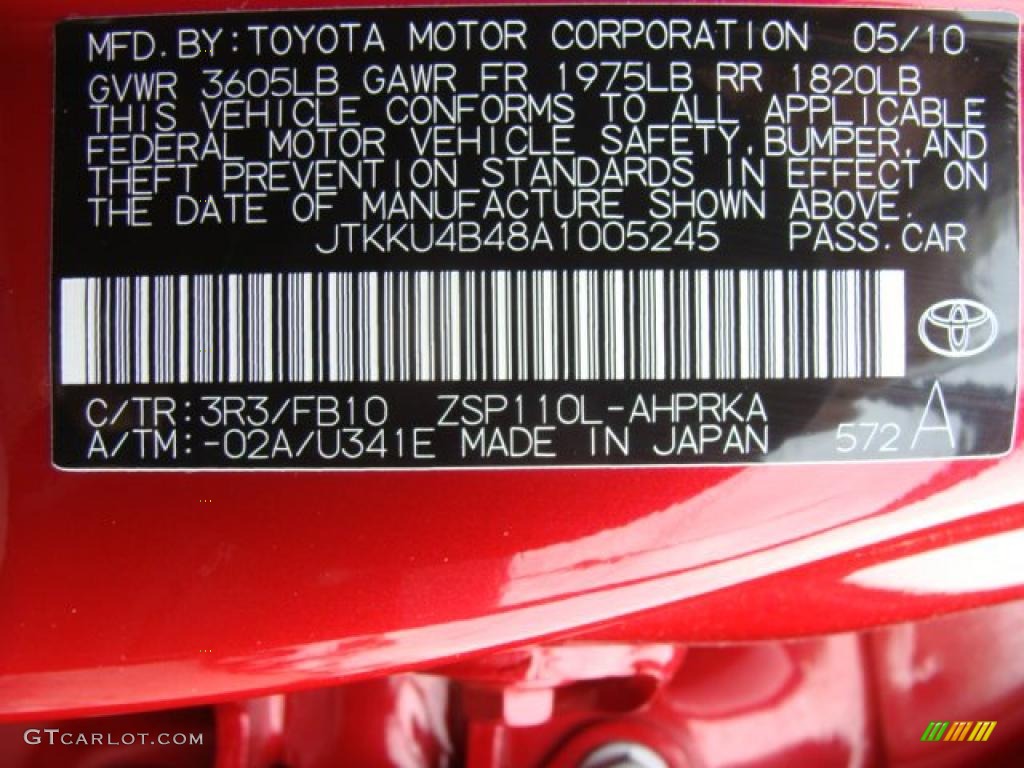 MFD.BY:TOYOTA MOTOR CORPORATION 05/10
GVWR 3605LB GAWR FR 1975LB RR 1820LB
THIS VEHICLE CONFORMS TO ALL APPLICABLE
FEDERAL MOTOR VEHICLE SAFETY,BUMPER,AND
THEFT PREVENTION STANDARDS IN EFFECT ON
THE DATE OF MANUFACTURE SHOWN ABOVE.
JTKKU4B48A1005245 PASS.CAR
C/TR:3R3/FB10 ZSP110L-AHPRKA
A/TM:-02A/U341E MADE IN JAPAN 572 A
GTCARLOT.COM